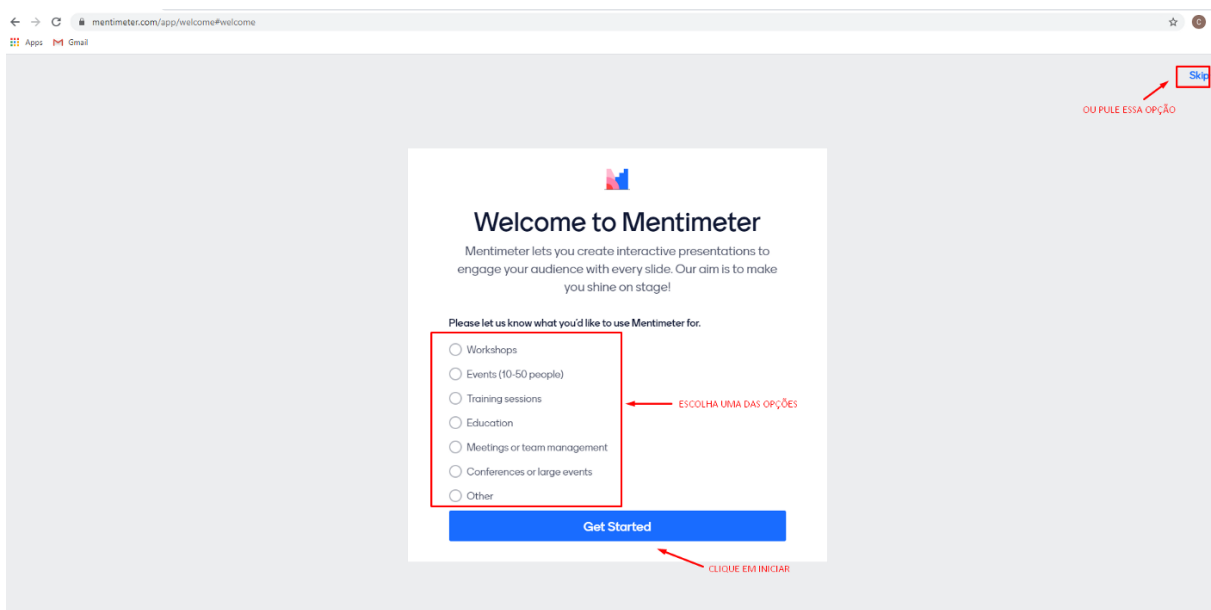 mentimeter.com/app/welcome#welcome
C
Apps
Gmail
Skip
OU PULE ESSA OPÇÃO
Welcome to Mentimeter
Mentimeter lets you create interactive presentations to
engage your audience with every slide. Our aim is to make
you shine on stage!
Please let us know what you'd like to use Mentimeter for.
Workshops
Events (10-50 people)
Training sessions
ESCOLHA UMA DAS OPÇÕES
Education
Meetings or team management
Conferences or large events
Other
Get Started
CLIQUE EM INICIAR